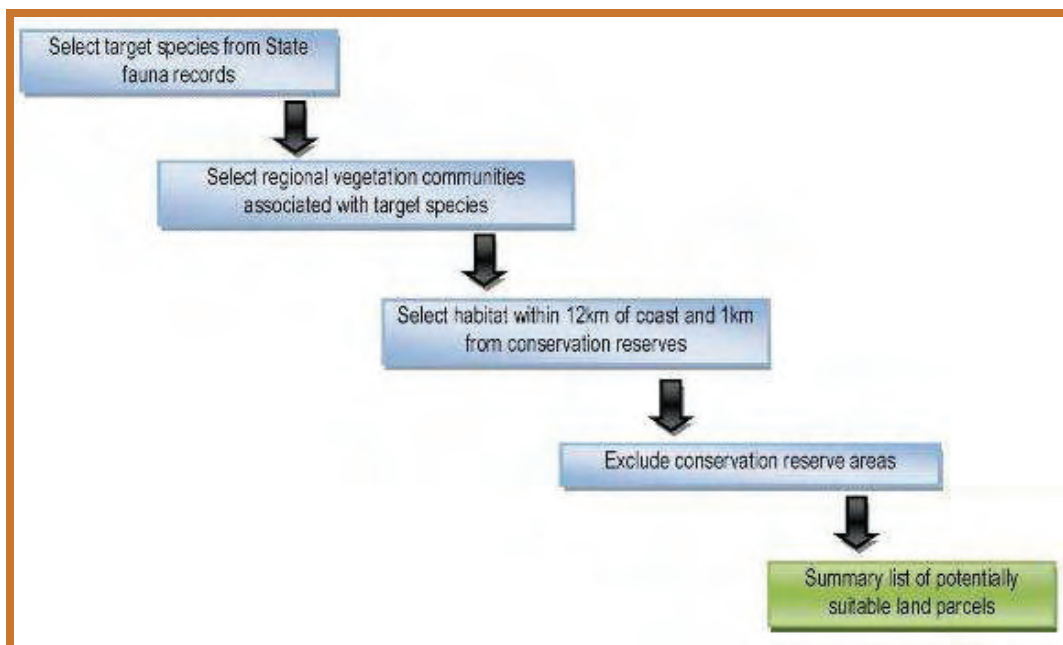 Select target species from State
fauna records
Select regional vegetation communities
associated with target species
Select habitat within 12km of coast and 1km
from conservation reserves
Exclude conservation reserve areas
Summary list of potentially
suitable land parcels